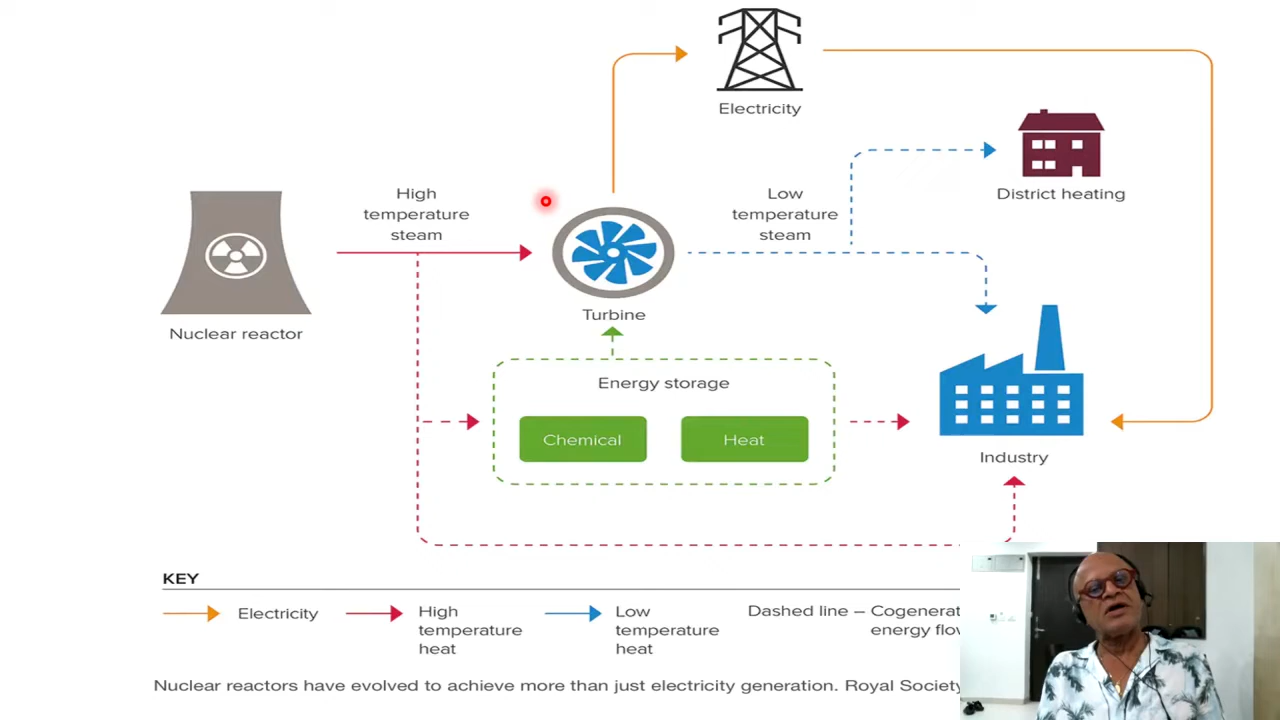 Electricity
High
temperature
steam
Low
temperature
steam
District heating
Nuclear reactor
Turbine
Energy storage
Chemical
Heat
Industry
KEY
Electricity
High
temperature
heat
Low
temperature
heat
Dashed line –
energy
Nuclear reactors have evolved to achieve more than just electricity generation. Royal Society